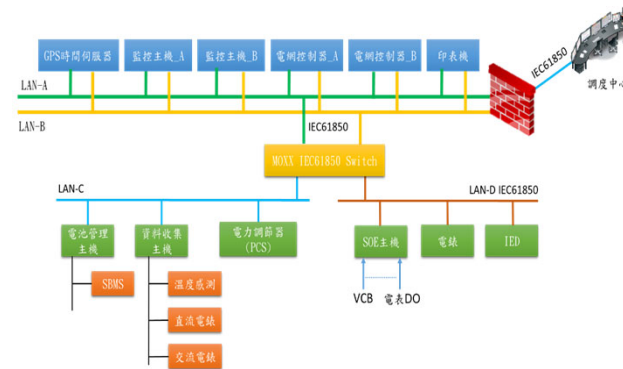 GPS時間伺服器
監控主機_A
監控主機_B
電網控制器_A
電網控制器_B
印表機
IEC61850
調度中心
LAN-A
LAN-B
IEC61850
MOXX IEC61850 Switch
LAN-C
LAN-D IEC61850
電池管理
主機
資料收集
主機
電力調節器
(PCS)
SOE主機
電錶
IED
SBMS
溫度感測
直流電錶
交流電錶
VCB
電表DO